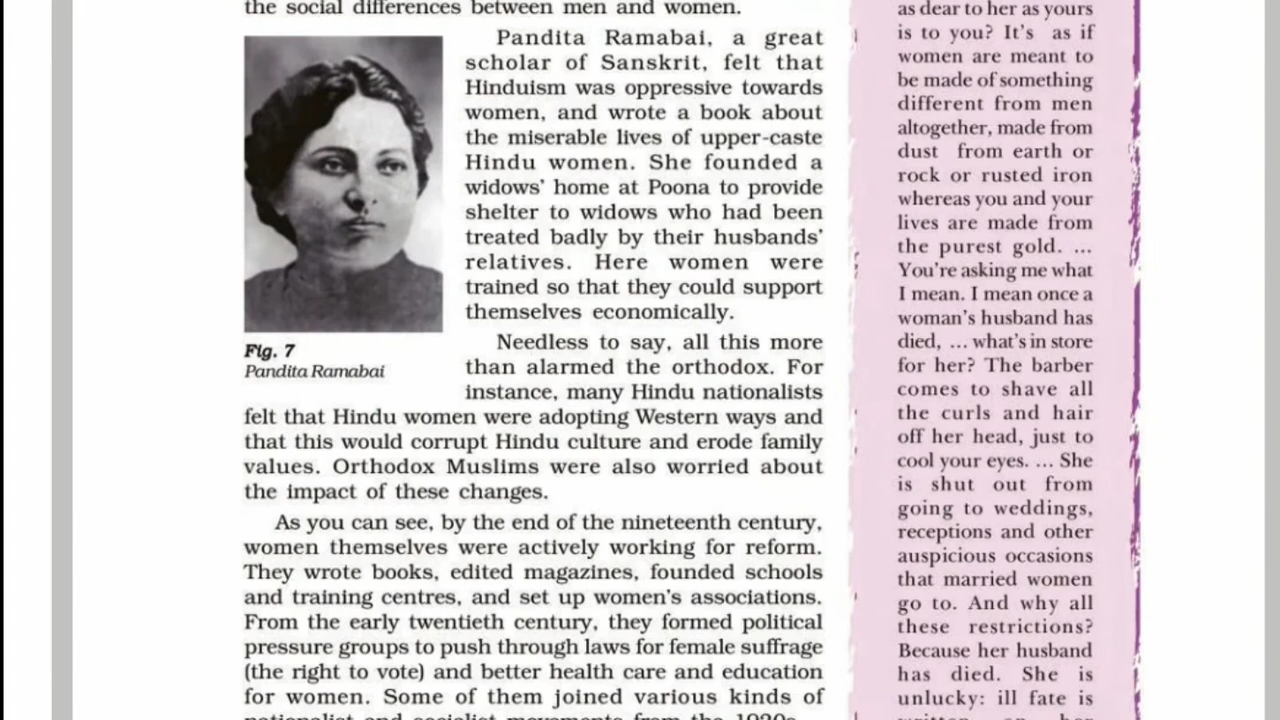 the social differences between men and women.
Pandita Ramabai, a great
scholar of Sanskrit, felt that
Hinduism was oppressive towards
women, and wrote a book about
the miserable lives of upper-caste
Hindu women. She founded a
widows’ home at Poona to provide
shelter to widows who had been
treated badly by their husbands’
relatives. Here women were
trained so that they could support
themselves economically.
Fig. 7
Pandita Ramabai
Needless to say, all this more
than alarmed the orthodox. For
instance, many Hindu nationalists
felt that Hindu women were adopting Western ways and
that this would corrupt Hindu culture and erode family
values. Orthodox Muslims were also worried about
the impact of these changes.
As you can see, by the end of the nineteenth century,
women themselves were actively working for reform.
They wrote books, edited magazines, founded schools
and training centres, and set up women’s associations.
From the early twentieth century, they formed political
pressure groups to push through laws for female suffrage
(the right to vote) and better health care and education
for women. Some of them joined various kinds of
nationalist and socialist movements from the 1920s.
as dear to her as yours
is to you? It’s as if
women are meant to
be made of something
different from men
altogether, made from
dust from earth or
rock or rusted iron
whereas you and your
lives are made from
the purest gold. ...
You’re asking me what
I mean. I mean once a
woman’s husband has
died, ... what’s in store
for her? The barber
comes to shave all
the curls and hair
off her head, just to
cool your eyes. ... She
is shut out from
going to weddings,
receptions and other
auspicious occasions
that married women
go to. And why all
these restrictions?
Because her husband
has died. She is
unlucky: ill fate is
written on her